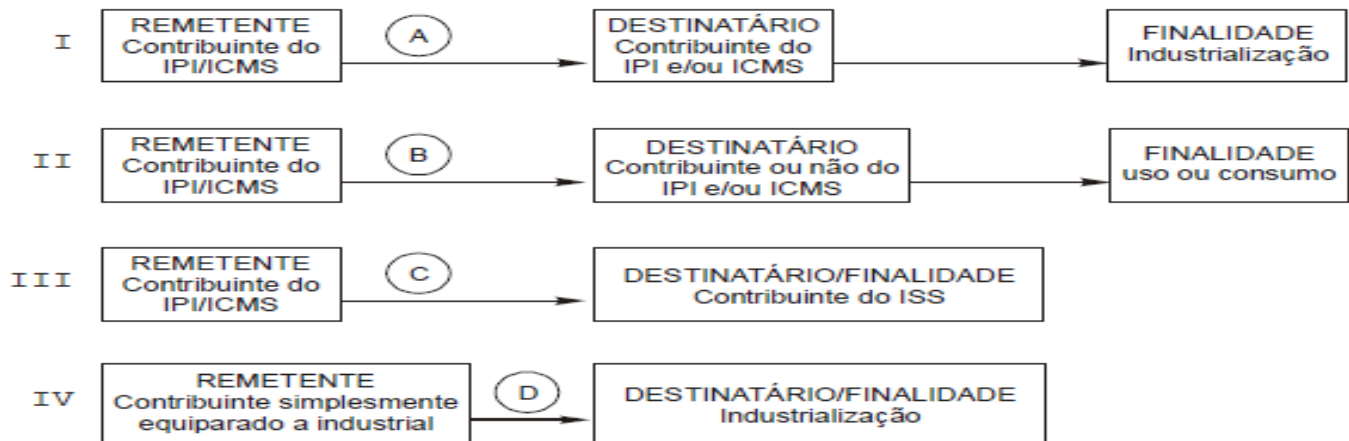 I
REMETENTE
Contribuinte do
IPI/ICMS
A
DESTINATÁRIO
Contribuinte do
IPI e/ou ICMS
FINALIDADE
Industrialização
II
REMETENTE
Contribuinte do
IPI/ICMS
B
DESTINATÁRIO
Contribuinte ou não do
IPI e/ou ICMS
FINALIDADE
uso ou consumo
III
REMETENTE
Contribuinte do
IPI/ICMS
C
DESTINATÁRIO/FINALIDADE
Contribuinte do ISS
IV
REMETENTE
Contribuinte simplesmente
equiparado a industrial
D
DESTINATÁRIO/FINALIDADE
Industrialização